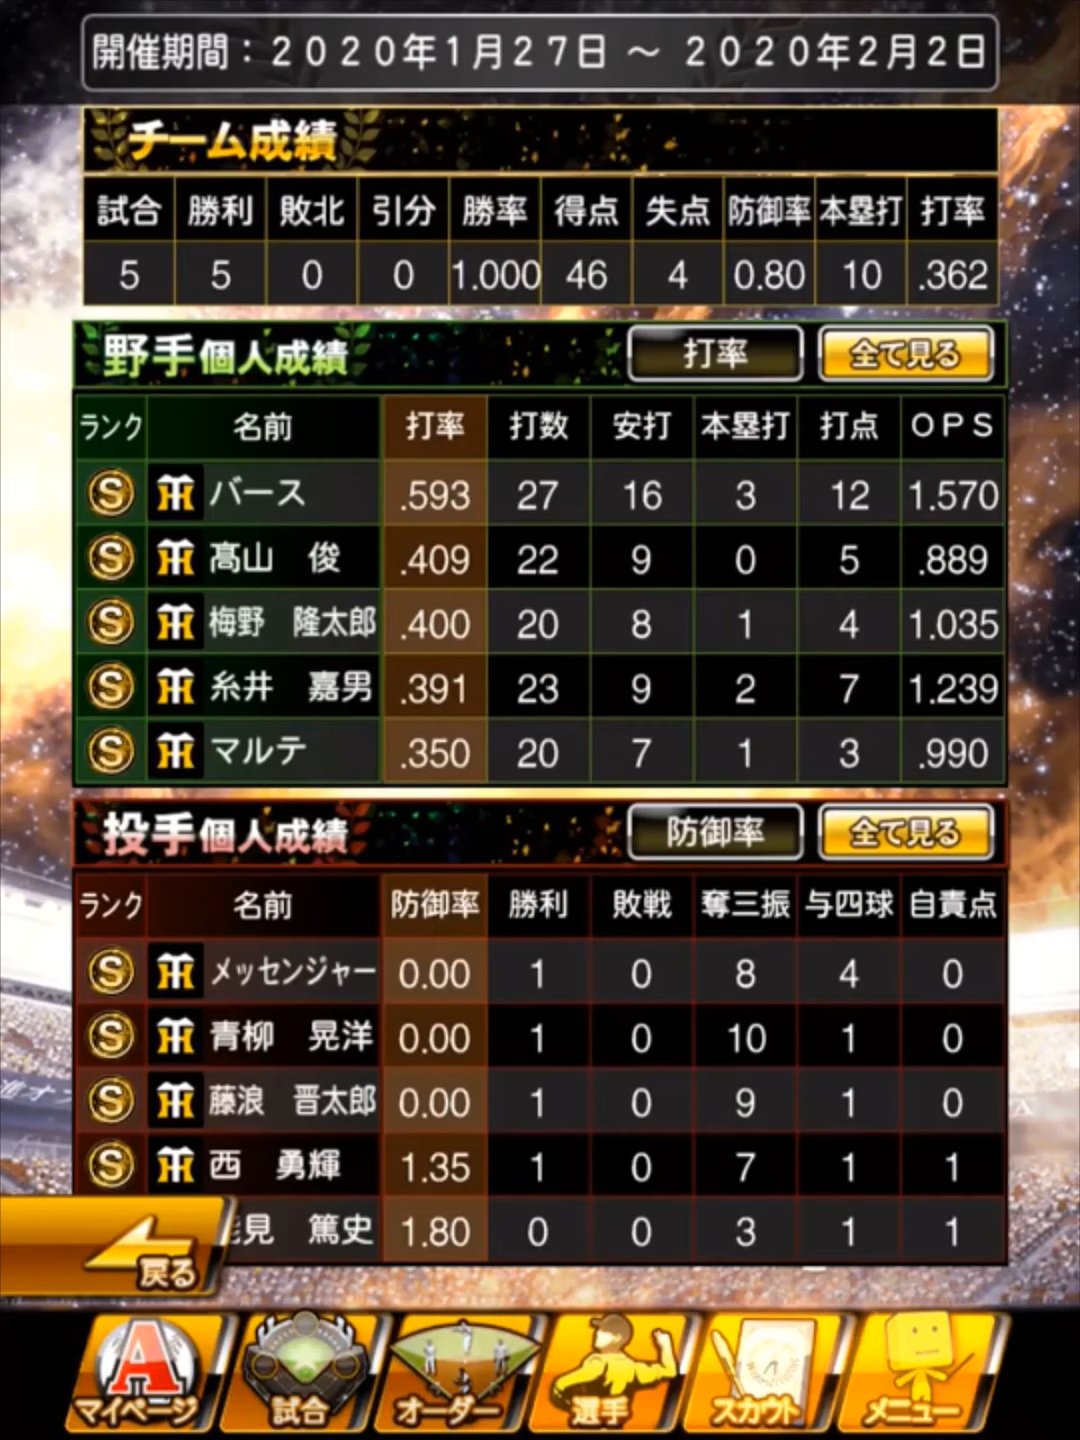 開催期間：２０２０年１月２７日 ～ ２０２０年２月２日
チーム成績
試合 勝利 敗北 引分 勝率 得点 失点 防御率 本塁打 打率
5 5 0 0 1.000 46 4 0.80 10 .362
野手個人成績 打率 全て見る
ランク 名前 打率 打数 安打 本塁打 打点 ＯＰＳ
S バース .593 27 16 3 12 1.570
S 髙山　俊 .409 22 9 0 5 .889
S 梅野　隆太郎 .400 20 8 1 4 1.035
S 糸井　嘉男 .391 23 9 2 7 1.239
S マルテ .350 20 7 1 3 .990
投手個人成績 防御率 全て見る
ランク 名前 防御率 勝利 敗戦 奪三振 与四球 自責点
S メッセンジャー 0.00 1 0 8 4 0
S 青柳　晃洋 0.00 1 0 10 1 0
S 藤浪　晋太郎 0.00 1 0 9 1 0
S 西　勇輝 1.35 1 0 7 1 1
見　篤史 1.80 0 0 3 1 1
戻る
A
マイページ 試合 オーダー 選手 スカウト メニュー